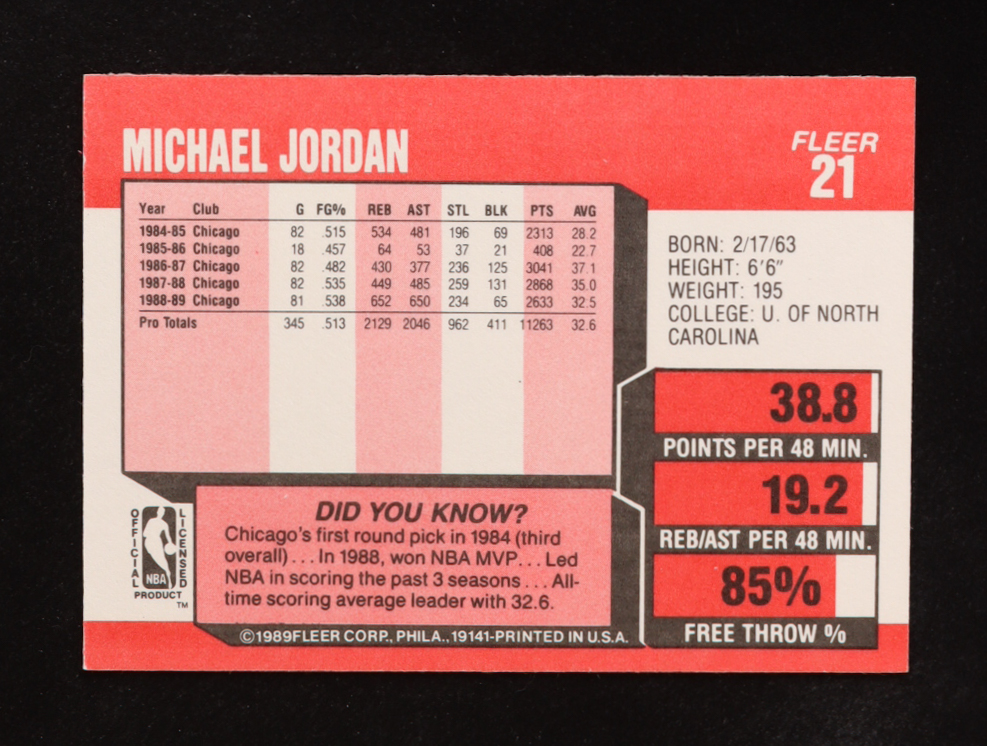 MICHAEL JORDAN
FLEER
21
Year Club G FG% REB AST STL BLK PTS AVG
1984-85 Chicago 82 .515 534 481 196 69 2313 28.2
1985-86 Chicago 18 .457 64 53 37 21 408 22.7
1986-87 Chicago 82 .482 430 377 236 125 3041 37.1
1987-88 Chicago 82 .535 449 485 259 131 2868 35.0
1988-89 Chicago 81 .538 652 650 234 65 2633 32.5
Pro Totals 345 .513 2129 2046 962 411 11263 32.6
BORN: 2/17/63
HEIGHT: 6'6"
WEIGHT: 195
COLLEGE: U. OF NORTH
CAROLINA
38.8
POINTS PER 48 MIN.
19.2
REB/AST PER 48 MIN.
85%
FREE THROW %
OFFICIAL
LICENSED
NBA
PRODUCT
TM
DID YOU KNOW?
Chicago's first round pick in 1984 (third
overall)...In 1988, won NBA MVP...Led
NBA in scoring the past 3 seasons...All-
time scoring average leader with 32.6.
©1989FLEER CORP., PHILA., 19141-PRINTED IN U.S.A.